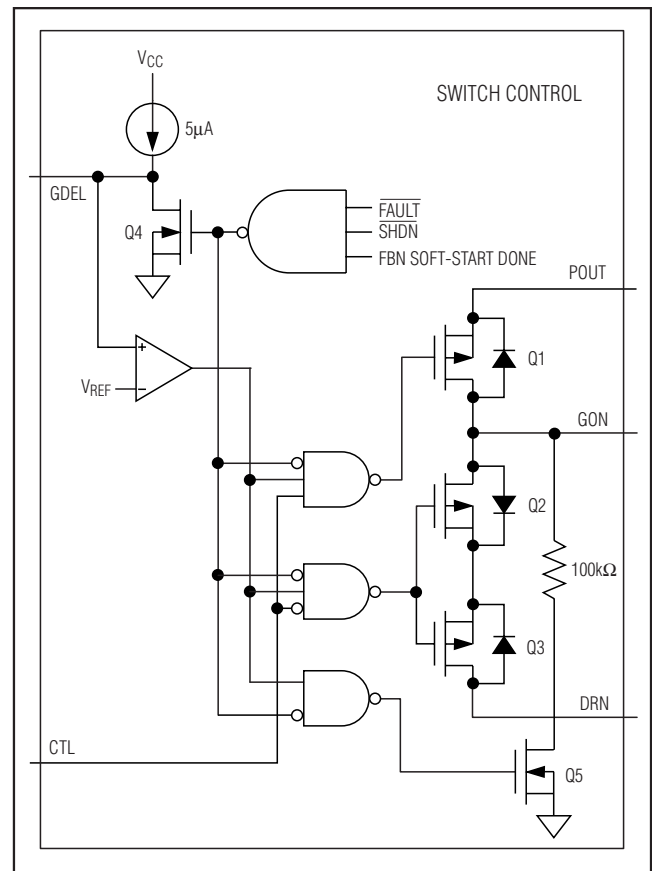 VCC
SWITCH CONTROL
5µA
GDEL
Q4
FAULT
SHDN
FBN SOFT-START DONE
POUT
+
VREF
−
Q1
GON
Q2
100kΩ
Q3
DRN
CTL
Q5